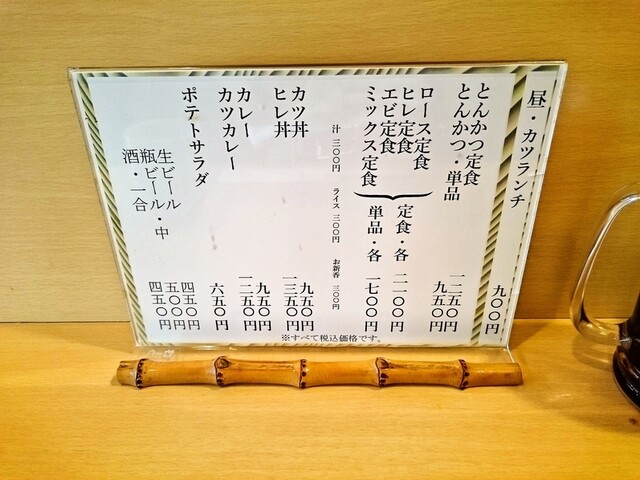 昼・カツランチ 九〇〇円
とんかつ定食 一二五〇円
とんかつ・単品 九五〇円
ロース定食
ヒレ定食
エビ定食
ミックス定食
定食・各 二一〇〇円
単品・各 一七〇〇円
汁 三〇〇円 ライス 三〇〇円 お新香 三〇〇円
カツ丼 九五〇円
ヒレ丼 一三五〇円
カレー 九五〇円
カツカレー 一二五〇円
ポテトサラダ 六五〇円
生ビール 四五〇円
瓶ビール・中 五〇〇円
酒・一合 四五〇円
※すべて税込価格です。